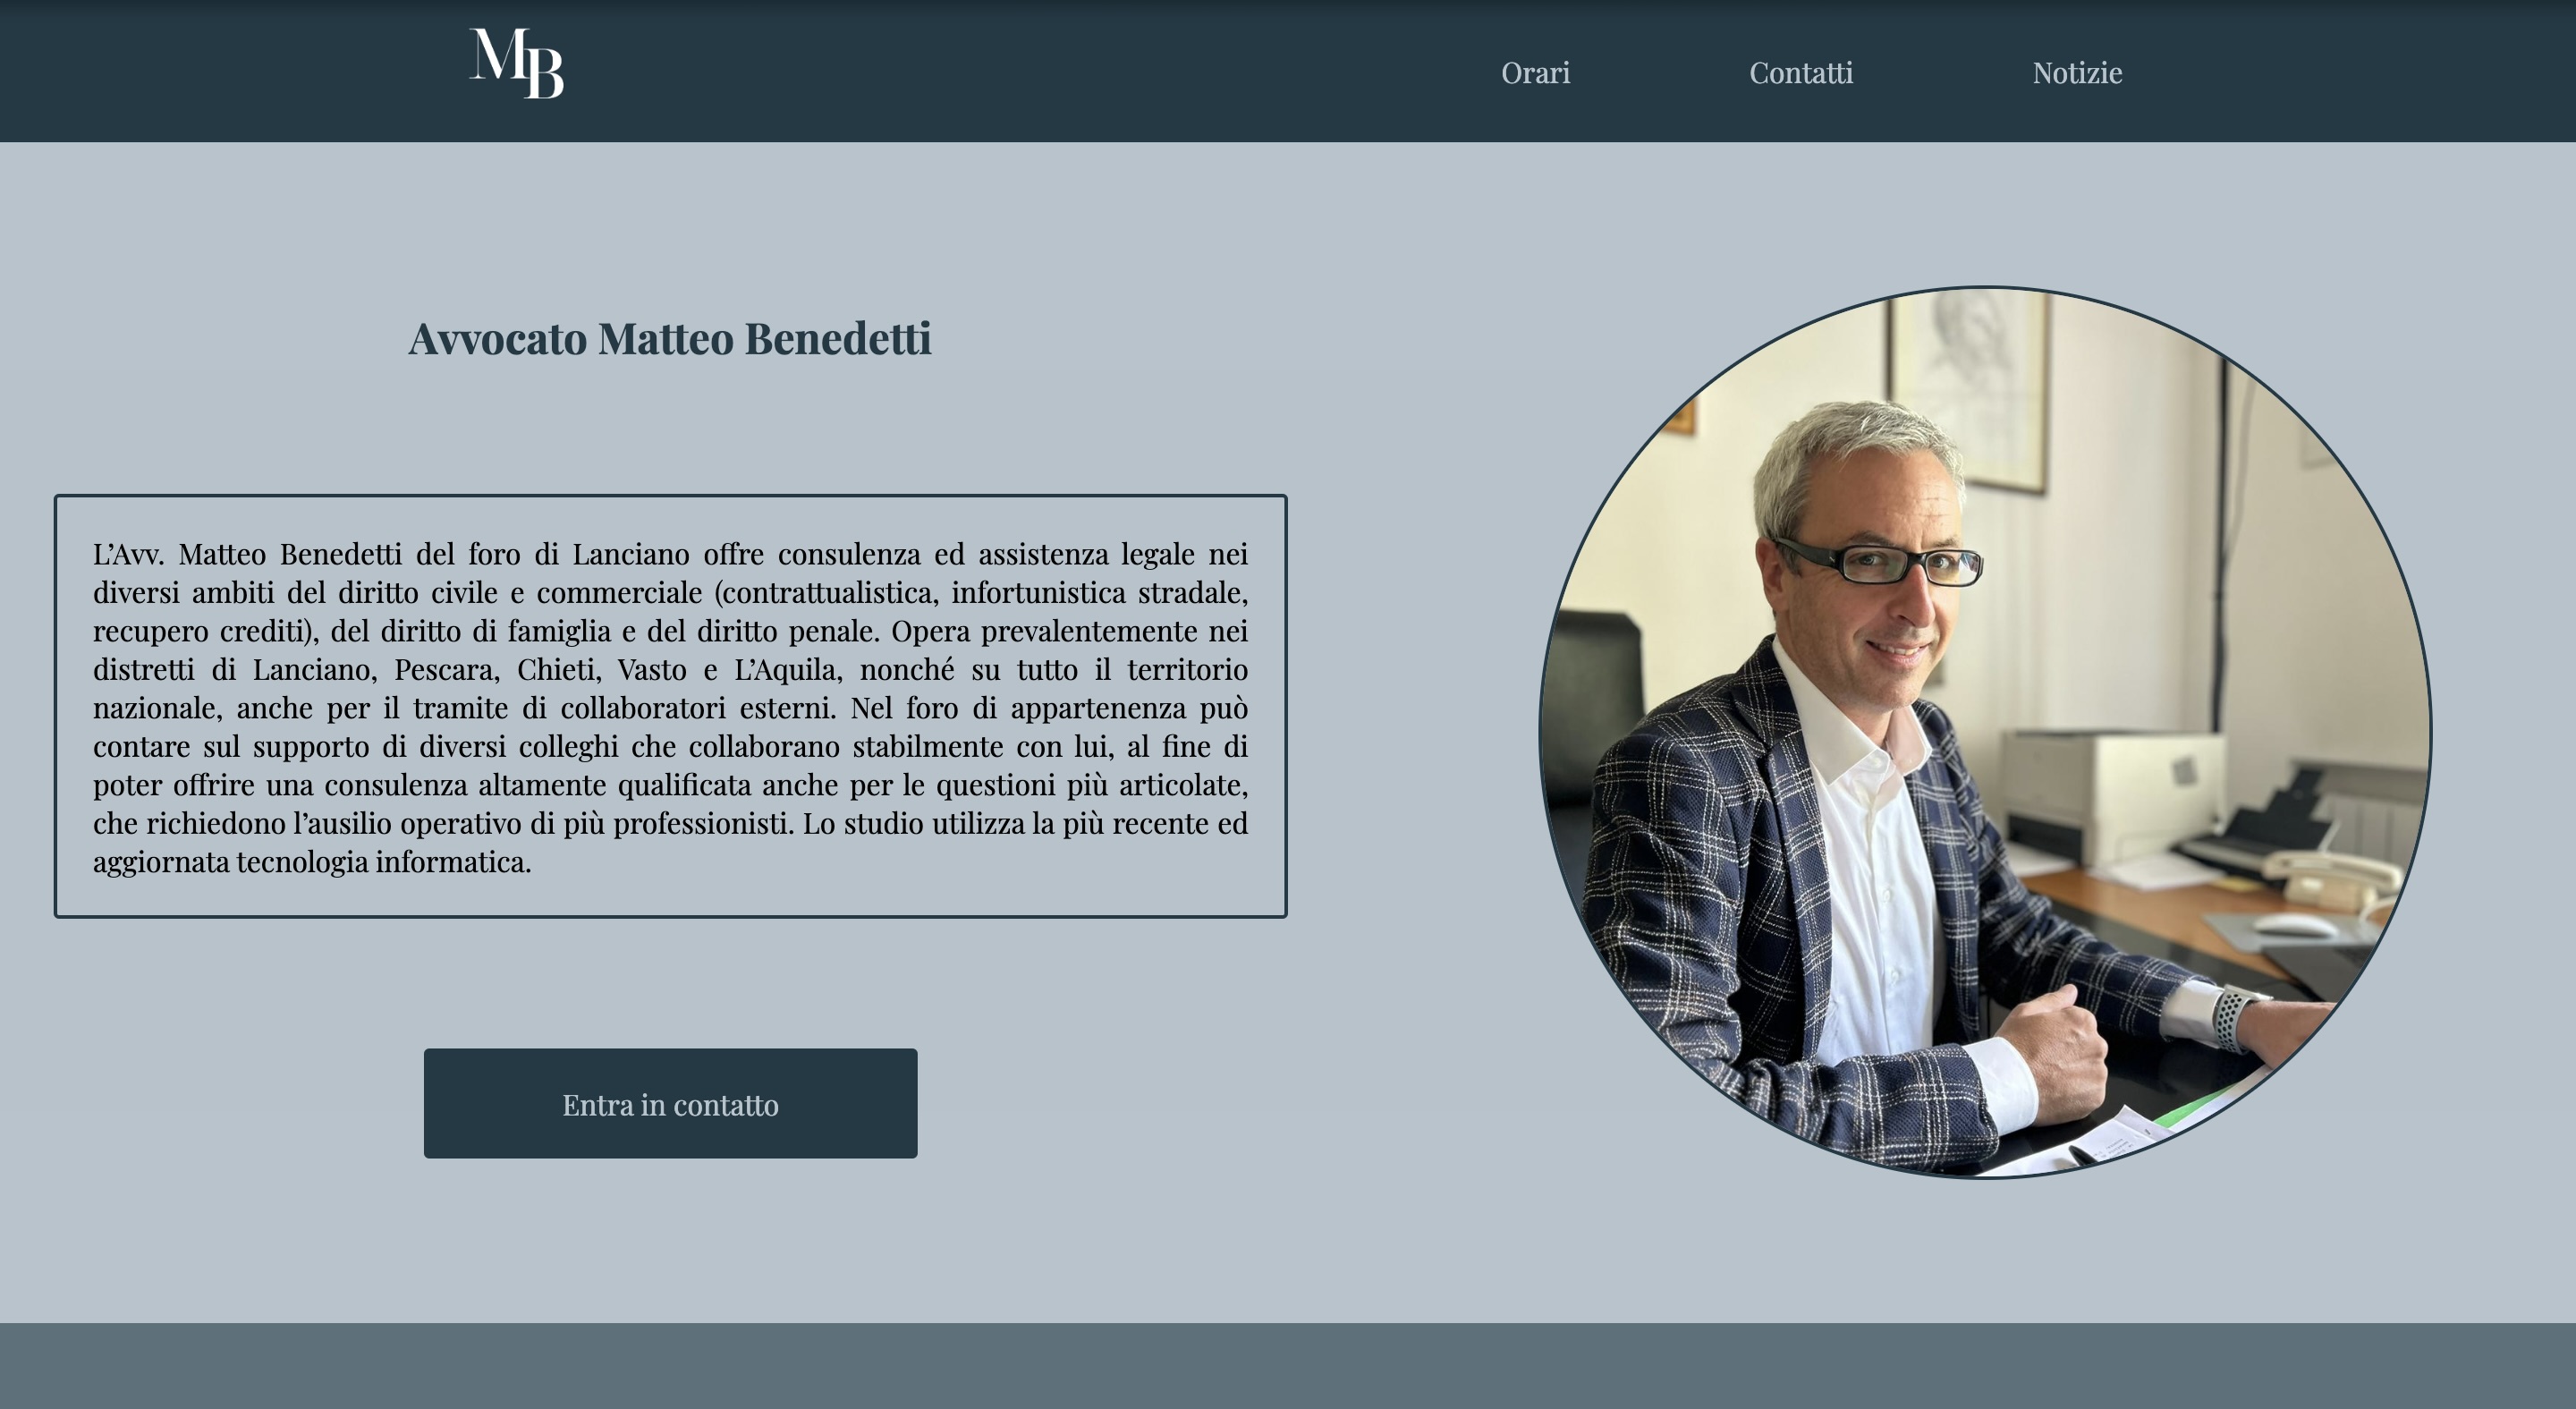 MB
Orari
Contatti
Notizie
Avvocato Matteo Benedetti
L’Avv. Matteo Benedetti del foro di Lanciano offre consulenza ed assistenza legale nei
diversi ambiti del diritto civile e commerciale (contrattualistica, infortunistica stradale,
recupero crediti), del diritto di famiglia e del diritto penale. Opera prevalentemente nei
distretti di Lanciano, Pescara, Chieti, Vasto e L’Aquila, nonché su tutto il territorio
nazionale, anche per il tramite di collaboratori esterni. Nel foro di appartenenza può
contare sul supporto di diversi colleghi che collaborano stabilmente con lui, al fine di
poter offrire una consulenza altamente qualificata anche per le questioni più articolate,
che richiedono l’ausilio operativo di più professionisti. Lo studio utilizza la più recente ed
aggiornata tecnologia informatica.
Entra in contatto